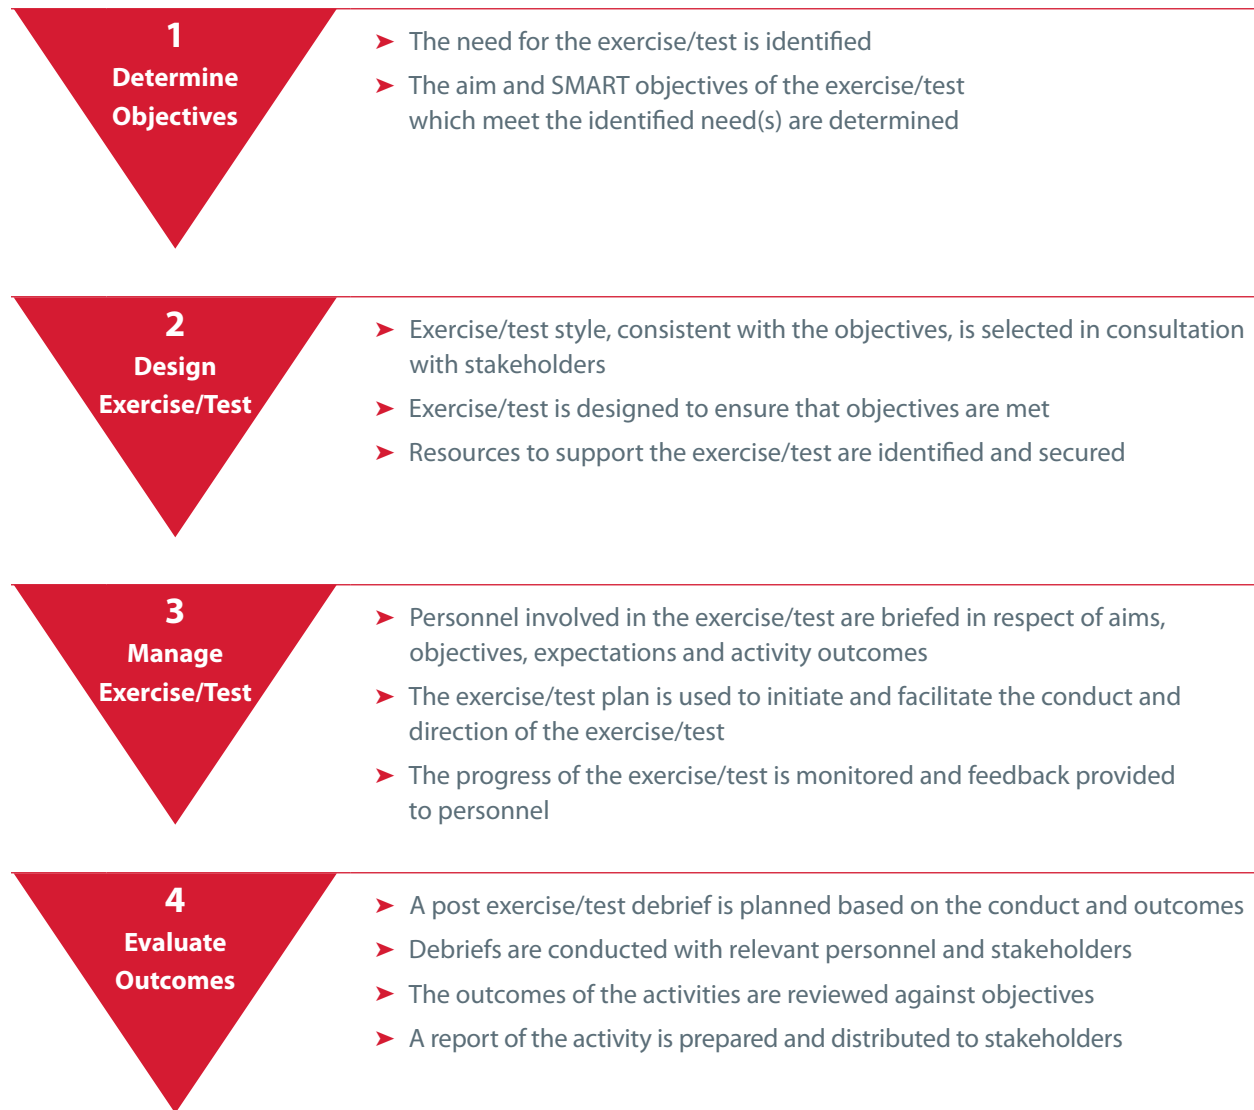 1
Determine
Objectives
➤ The need for the exercise/test is identified
➤ The aim and SMART objectives of the exercise/test
which meet the identified need(s) are determined
2
Design
Exercise/Test
➤ Exercise/test style, consistent with the objectives, is selected in consultation
with stakeholders
➤ Exercise/test is designed to ensure that objectives are met
➤ Resources to support the exercise/test are identified and secured
3
Manage
Exercise/Test
➤ Personnel involved in the exercise/test are briefed in respect of aims,
objectives, expectations and activity outcomes
➤ The exercise/test plan is used to initiate and facilitate the conduct and
direction of the exercise/test
➤ The progress of the exercise/test is monitored and feedback provided
to personnel
4
Evaluate
Outcomes
➤ A post exercise/test debrief is planned based on the conduct and outcomes
➤ Debriefs are conducted with relevant personnel and stakeholders
➤ The outcomes of the activities are reviewed against objectives
➤ A report of the activity is prepared and distributed to stakeholders